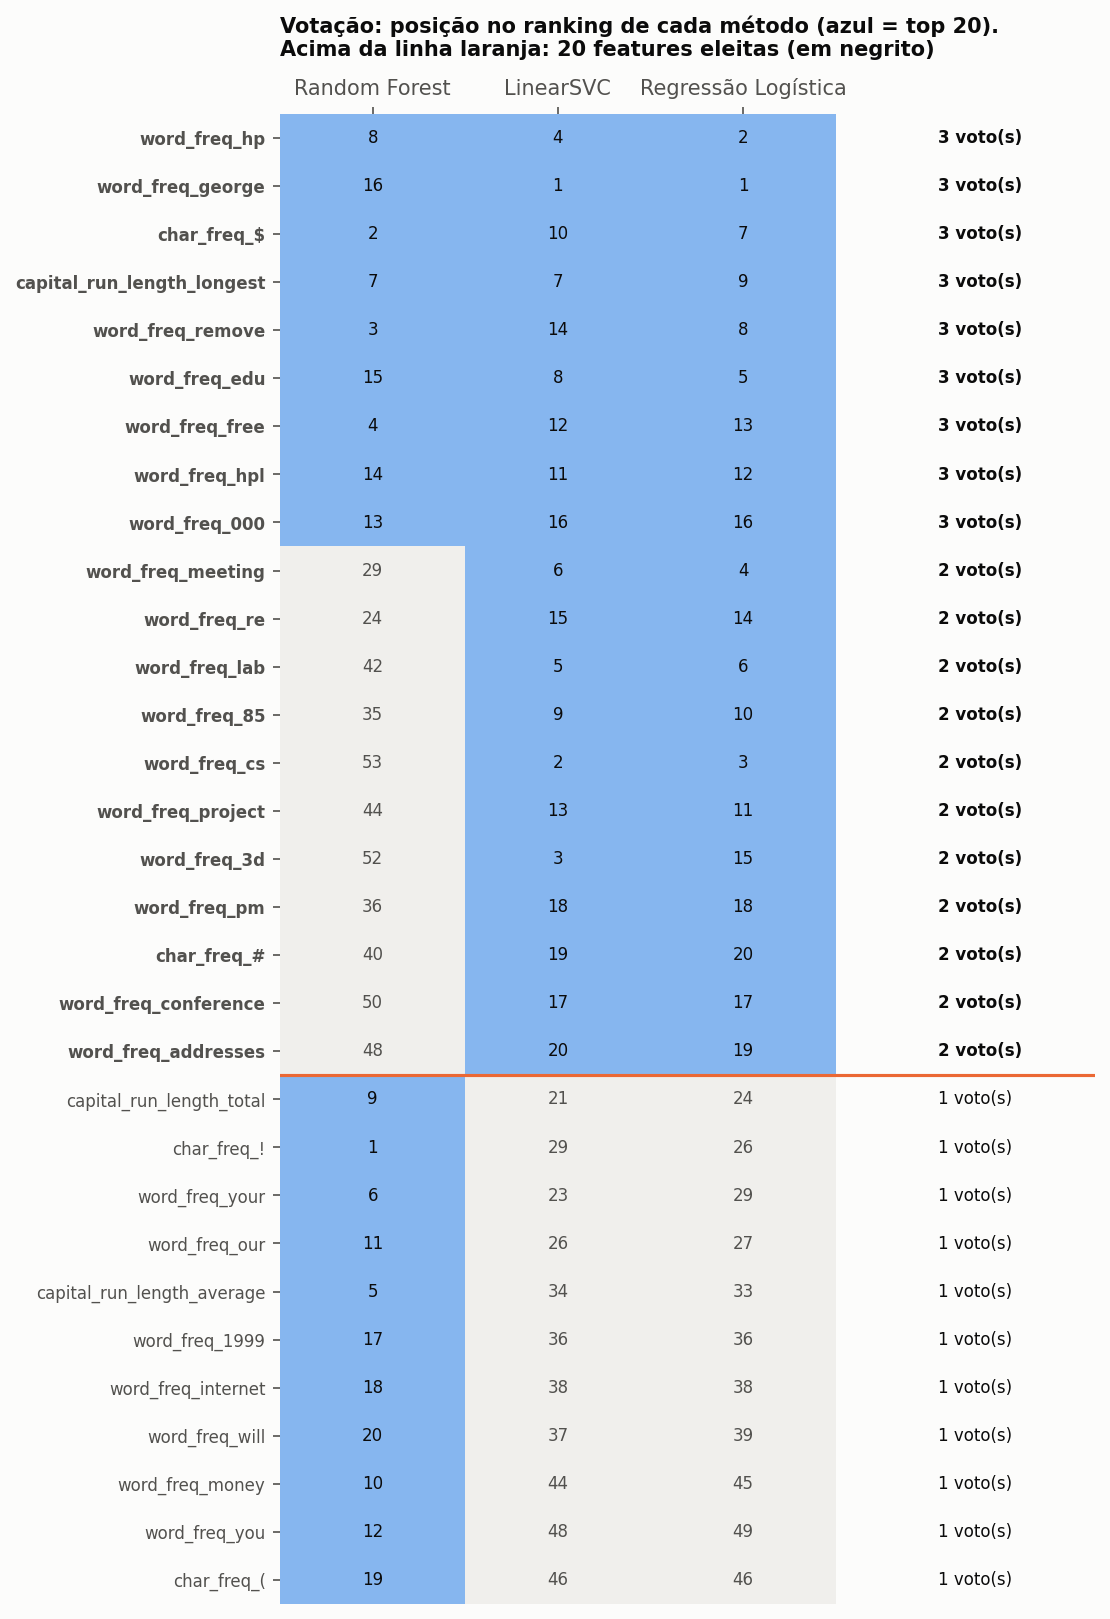 Votação: posição no ranking de cada método (azul = top 20).
Acima da linha laranja: 20 features eleitas (em negrito)
Random Forest LinearSVC Regressão Logística
word_freq_hp 8 4 2 3 voto(s)
word_freq_george 16 1 1 3 voto(s)
char_freq_$ 2 10 7 3 voto(s)
capital_run_length_longest 7 7 9 3 voto(s)
word_freq_remove 3 14 8 3 voto(s)
word_freq_edu 15 8 5 3 voto(s)
word_freq_free 4 12 13 3 voto(s)
word_freq_hpl 14 11 12 3 voto(s)
word_freq_000 13 16 16 3 voto(s)
word_freq_meeting 29 6 4 2 voto(s)
word_freq_re 24 15 14 2 voto(s)
word_freq_lab 42 5 6 2 voto(s)
word_freq_85 35 9 10 2 voto(s)
word_freq_cs 53 2 3 2 voto(s)
word_freq_project 44 13 11 2 voto(s)
word_freq_3d 52 3 15 2 voto(s)
word_freq_pm 36 18 18 2 voto(s)
char_freq_# 40 19 20 2 voto(s)
word_freq_conference 50 17 17 2 voto(s)
word_freq_addresses 48 20 19 2 voto(s)
capital_run_length_total 9 21 24 1 voto(s)
char_freq_! 1 29 26 1 voto(s)
word_freq_your 6 23 29 1 voto(s)
word_freq_our 11 26 27 1 voto(s)
capital_run_length_average 5 34 33 1 voto(s)
word_freq_1999 17 36 36 1 voto(s)
word_freq_internet 18 38 38 1 voto(s)
word_freq_will 20 37 39 1 voto(s)
word_freq_money 10 44 45 1 voto(s)
word_freq_you 12 48 49 1 voto(s)
char_freq_( 19 46 46 1 voto(s)